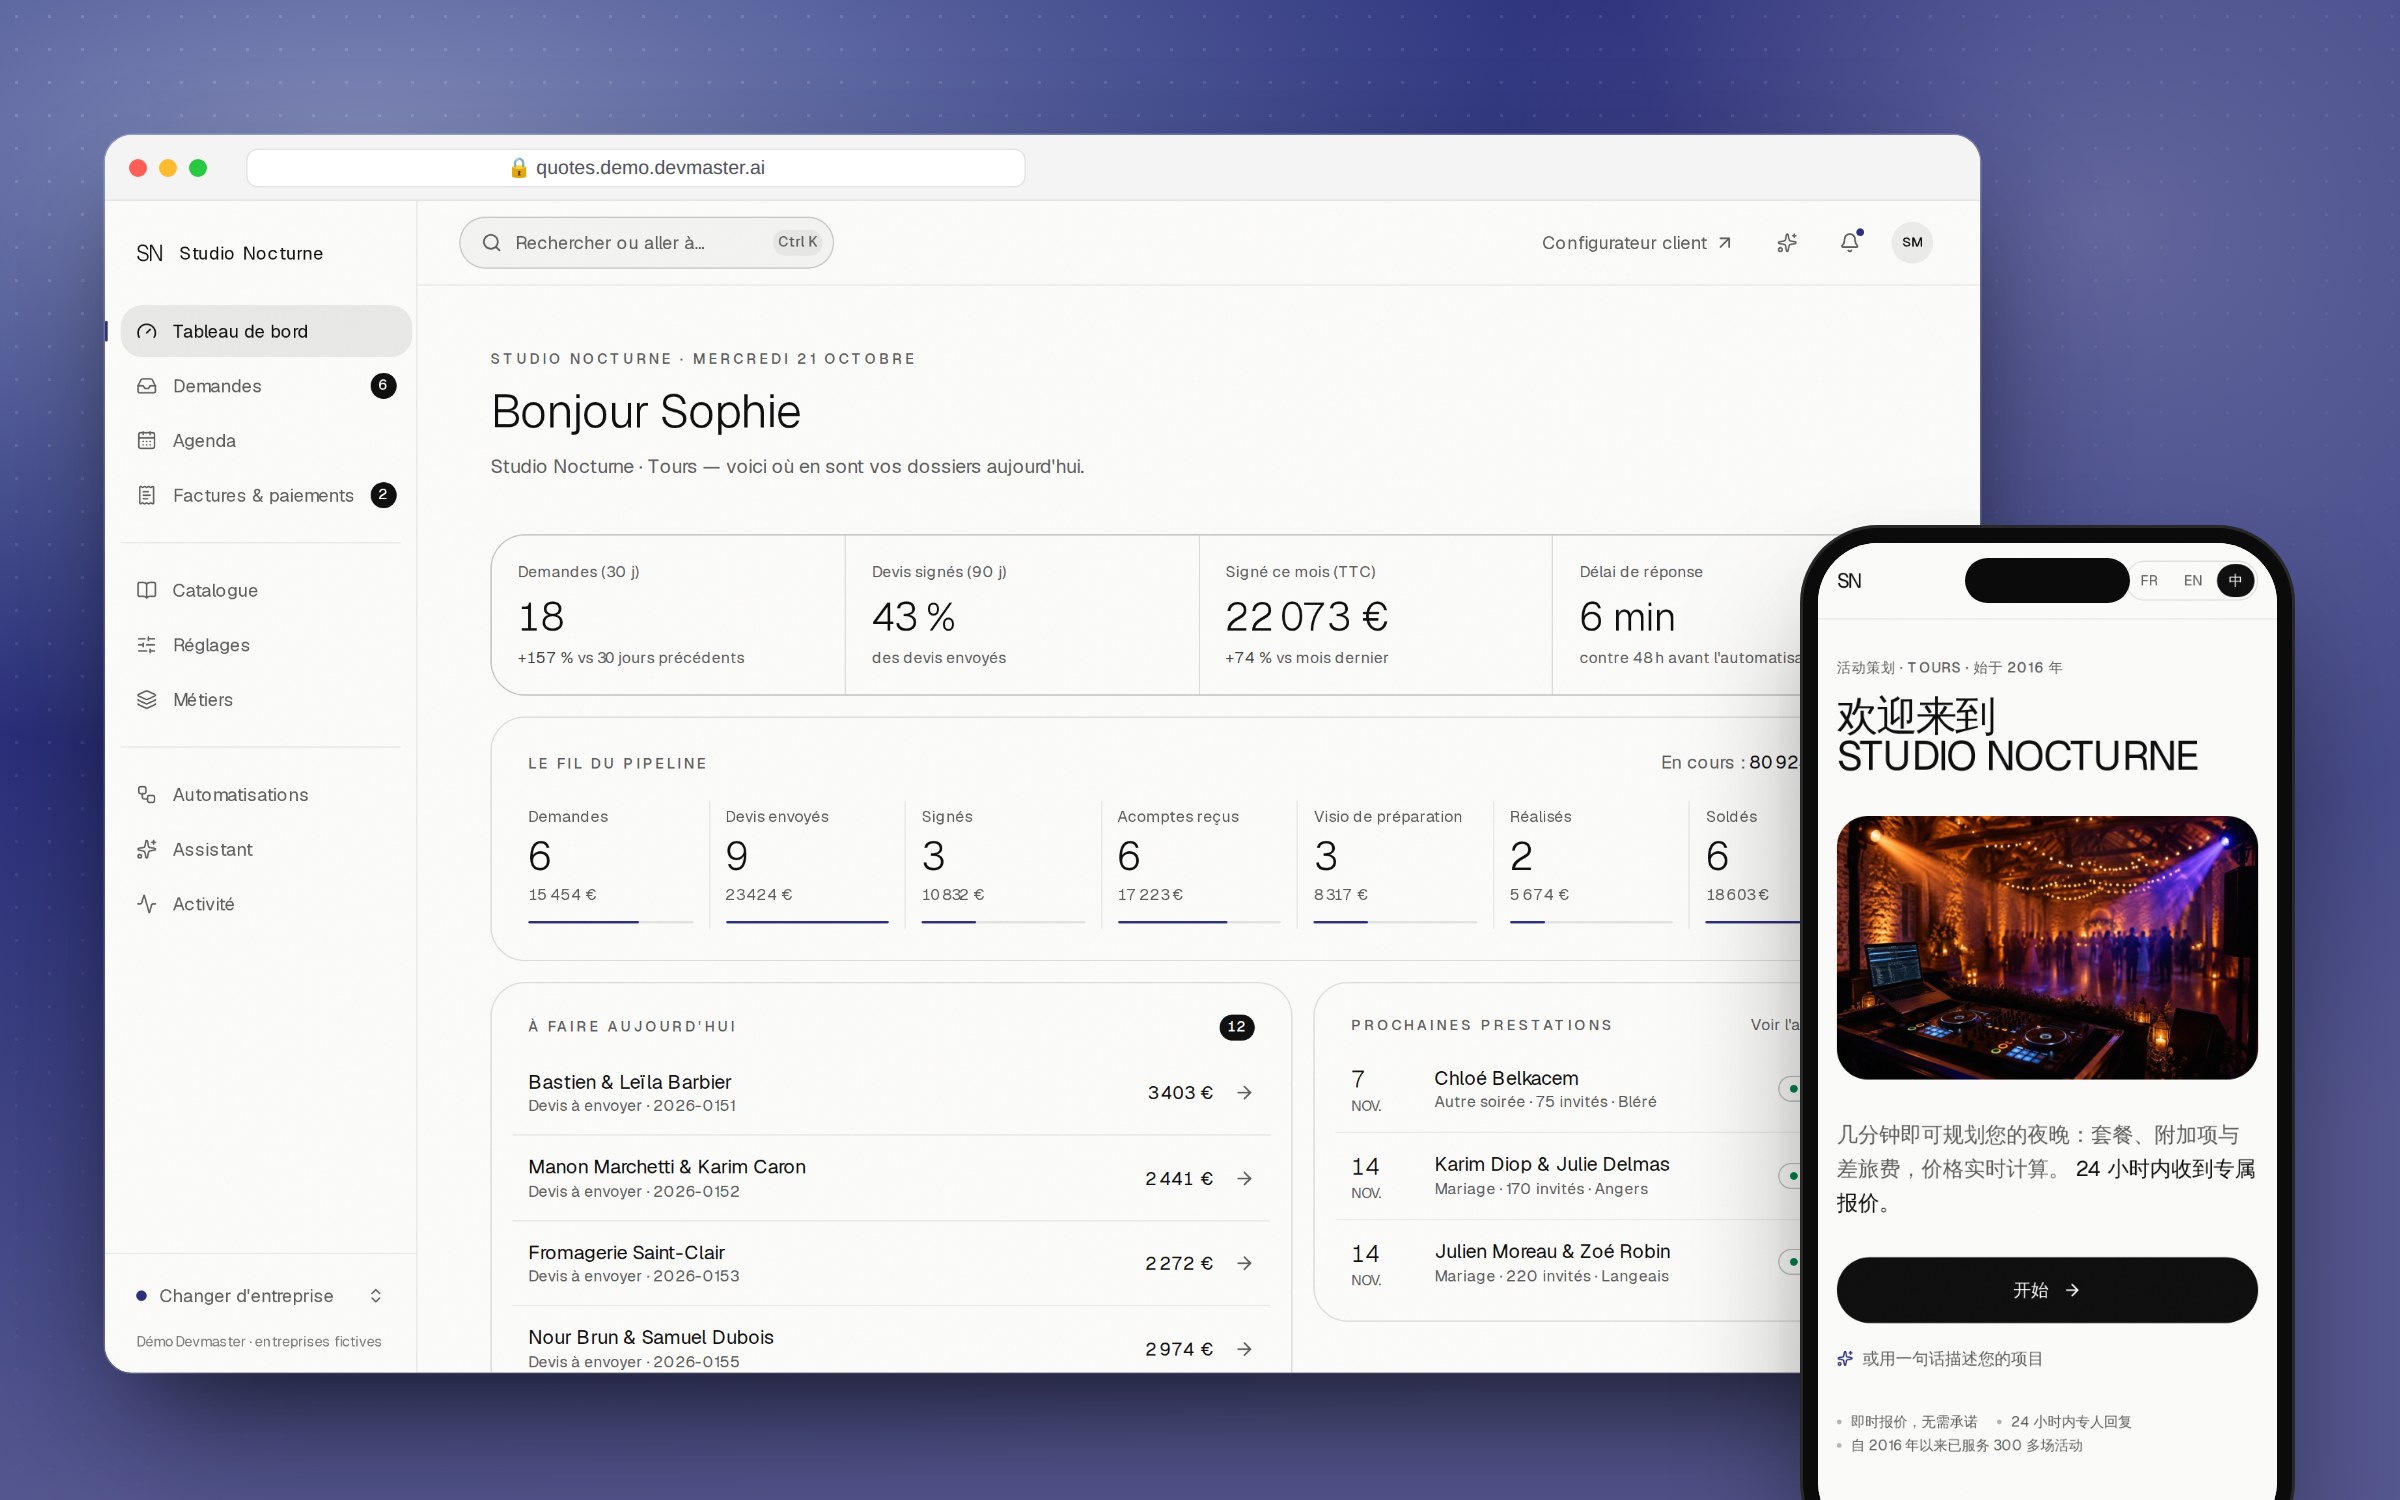 quotes.demo.devmaster.ai
SN Studio Nocturne
Rechercher ou aller à... Ctrl K
Configurateur client
SM
Tableau de bord
Demandes 6
Agenda
Factures & paiements 2
Catalogue
Réglages
Métiers
Automatisations
Assistant
Activité
Changer d'entreprise
Démo Devmaster · entreprises fictives
STUDIO NOCTURNE · MERCREDI 21 OCTOBRE
Bonjour Sophie
Studio Nocturne · Tours — voici où en sont vos dossiers aujourd'hui.
Demandes (30 j)
18
+157 % vs 30 jours précédents
Devis signés (90 j)
43 %
des devis envoyés
Signé ce mois (TTC)
22 073 €
+74 % vs mois dernier
Délai de réponse
6 min
contre 48 h avant l'automatisa
LE FIL DU PIPELINE
En cours : 80 92
Demandes
6
15 454 €
Devis envoyés
9
23 424 €
Signés
3
10 832 €
Acomptes reçus
6
17 223 €
Visio de préparation
3
8 317 €
Réalisés
2
5 674 €
Soldés
6
18 603 €
À FAIRE AUJOURD'HUI 12
Bastien & Leïla Barbier
Devis à envoyer · 2026-0151
3 403 €
Manon Marchetti & Karim Caron
Devis à envoyer · 2026-0152
2 441 €
Fromagerie Saint-Clair
Devis à envoyer · 2026-0153
2 272 €
Nour Brun & Samuel Dubois
Devis à envoyer · 2026-0155
2 974 €
PROCHAINES PRESTATIONS
Voir l'a
7 NOV.
Chloé Belkacem
Autre soirée · 75 invités · Bléré
14 NOV.
Karim Diop & Julie Delmas
Mariage · 170 invités · Angers
14 NOV.
Julien Moreau & Zoé Robin
Mariage · 220 invités · Langeais
SN
FR EN 中
活动策划 · TOURS · 始于 2016 年
欢迎来到
STUDIO NOCTURNE
几分钟即可规划您的夜晚：套餐、附加项与
差旅费，价格实时计算。 24 小时内收到专属
报价。
开始
或用一句话描述您的项目
即时报价，无需承诺 • 24 小时内专人回复
自 2016 年以来已服务 300 多场活动